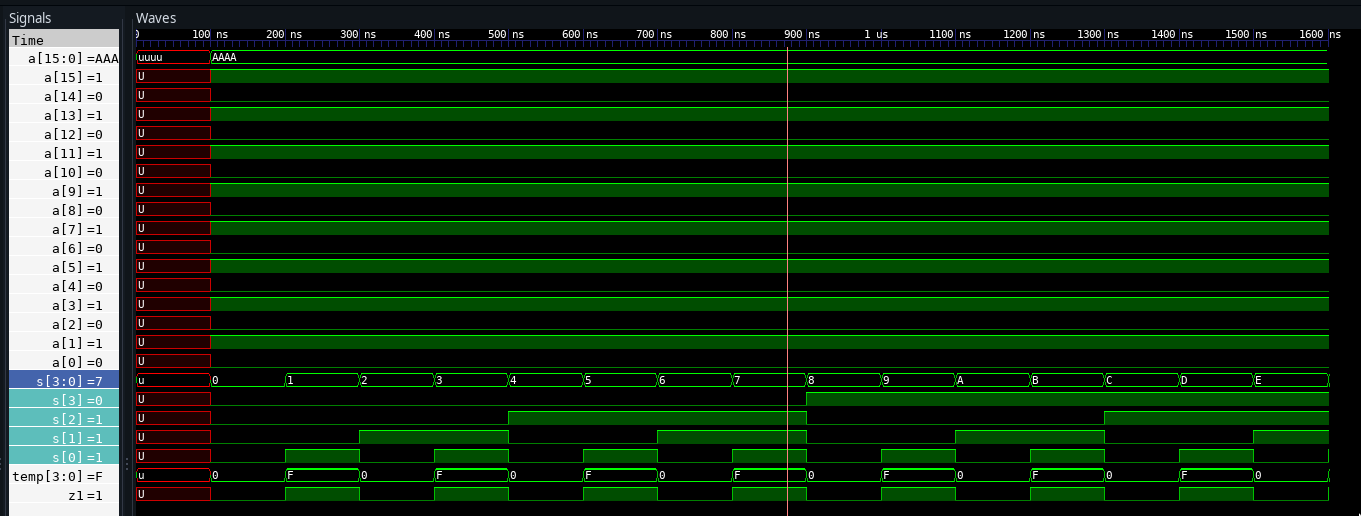 Signals Waves
Time 0 100 ns 200 ns 300 ns 400 ns 500 ns 600 ns 700 ns 800 ns 900 ns 1 us 1100 ns 1200 ns 1300 ns 1400 ns 1500 ns 1600 ns
a[15:0]=AAA uuuu AAAA
a[15]=1 U
a[14]=0 U
a[13]=1 U
a[12]=0 U
a[11]=1 U
a[10]=0 U
a[9]=1 U
a[8]=0 U
a[7]=1 U
a[6]=0 U
a[5]=1 U
a[4]=0 U
a[3]=1 U
a[2]=0 U
a[1]=1 U
a[0]=0 U
s[3:0]=7 u 0 1 2 3 4 5 6 7 8 9 A B C D E
s[3]=0 U
s[2]=1 U
s[1]=1 U
s[0]=1 U
temp[3:0]=F u 0 F 0 F 0 F 0 F 0 F 0 F 0 F 0
z1=1 U